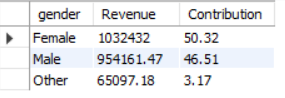 gender Revenue Contribution
Female 1032432 50.32
Male 954161.47 46.51
Other 65097.18 3.17